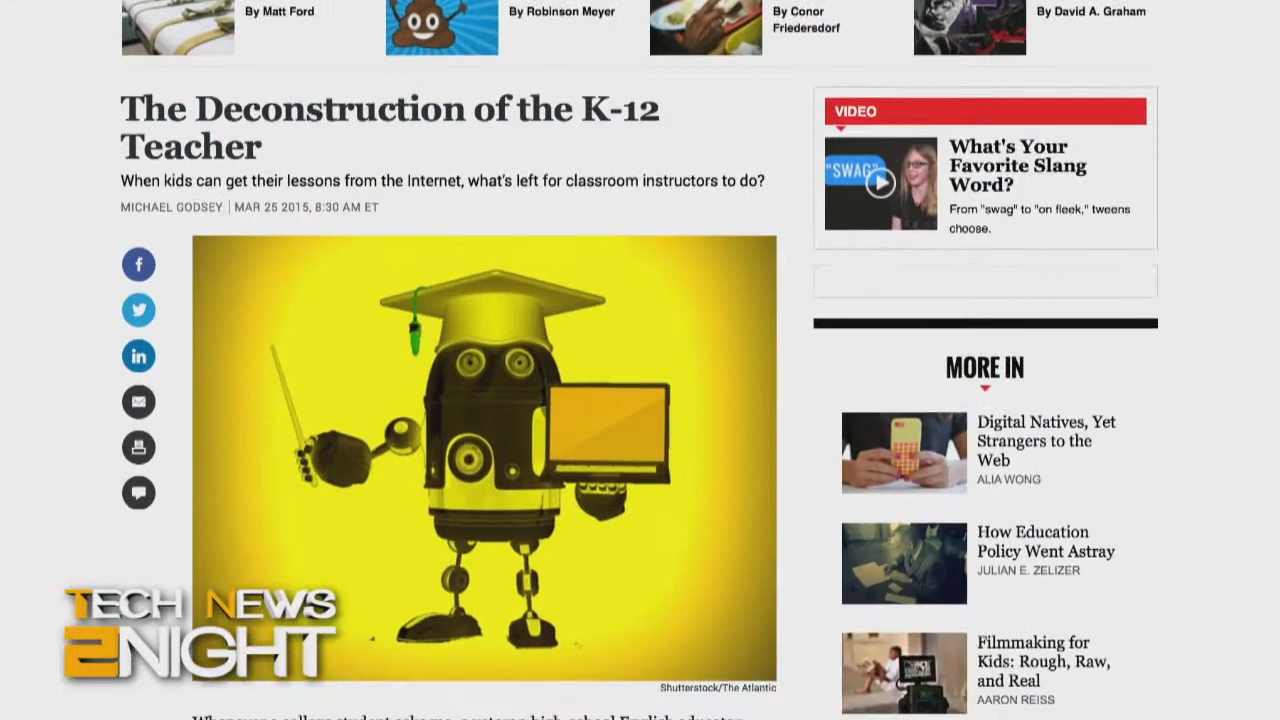 By Matt Ford
By Robinson Meyer
By Conor
Friedersdorf
By David A. Graham
The Deconstruction of the K-12
Teacher
When kids can get their lessons from the Internet, what's left for classroom instructors to do?
MICHAEL GODSEY | MAR 25 2015, 8:30 AM ET
f
in
Shutterstock/The Atlantic
VIDEO
"SWAG"
What's Your
Favorite Slang
Word?
From "swag" to "on fleek," tweens
choose.
MORE IN
Digital Natives, Yet
Strangers to the
Web
ALIA WONG
How Education
Policy Went Astray
JULIAN E. ZELIZER
Filmmaking for
Kids: Rough, Raw,
and Real
AARON REISS
TECH NEWS
2NIGHT